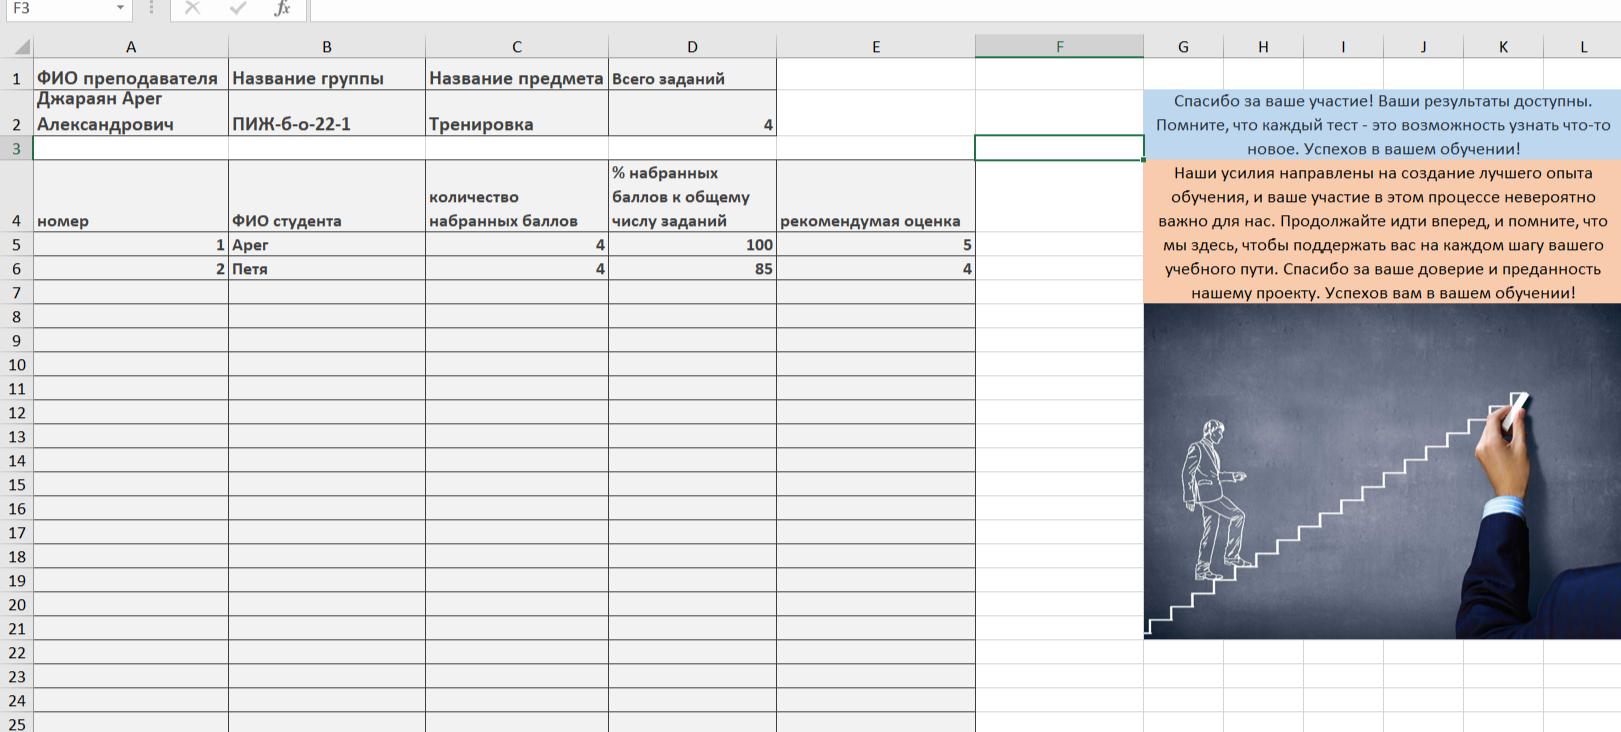 F3
fx
A B C D E F G H I J K L
1 ФИО преподавателя Название группы Название предмета Всего заданий
Джараян Арег
2 Александрович ПИЖ-б-о-22-1 Тренировка 4
3
Спасибо за ваше участие! Ваши результаты доступны.
Помните, что каждый тест - это возможность узнать что-то
новое. Успехов в вашем обучении!
% набранных
количество баллов к общему
4 номер ФИО студента набранных баллов числу заданий рекомендумая оценка
5 1 Арег 4 100 5
6 2 Петя 4 85 4
Наши усилия направлены на создание лучшего опыта
обучения, и ваше участие в этом процессе невероятно
важно для нас. Продолжайте идти вперед, и помните, что
мы здесь, чтобы поддержать вас на каждом шагу вашего
учебного пути. Спасибо за ваше доверие и преданность
нашему проекту. Успехов вам в вашем обучении!
7
8
9
10
11
12
13
14
15
16
17
18
19
20
21
22
23
24
25